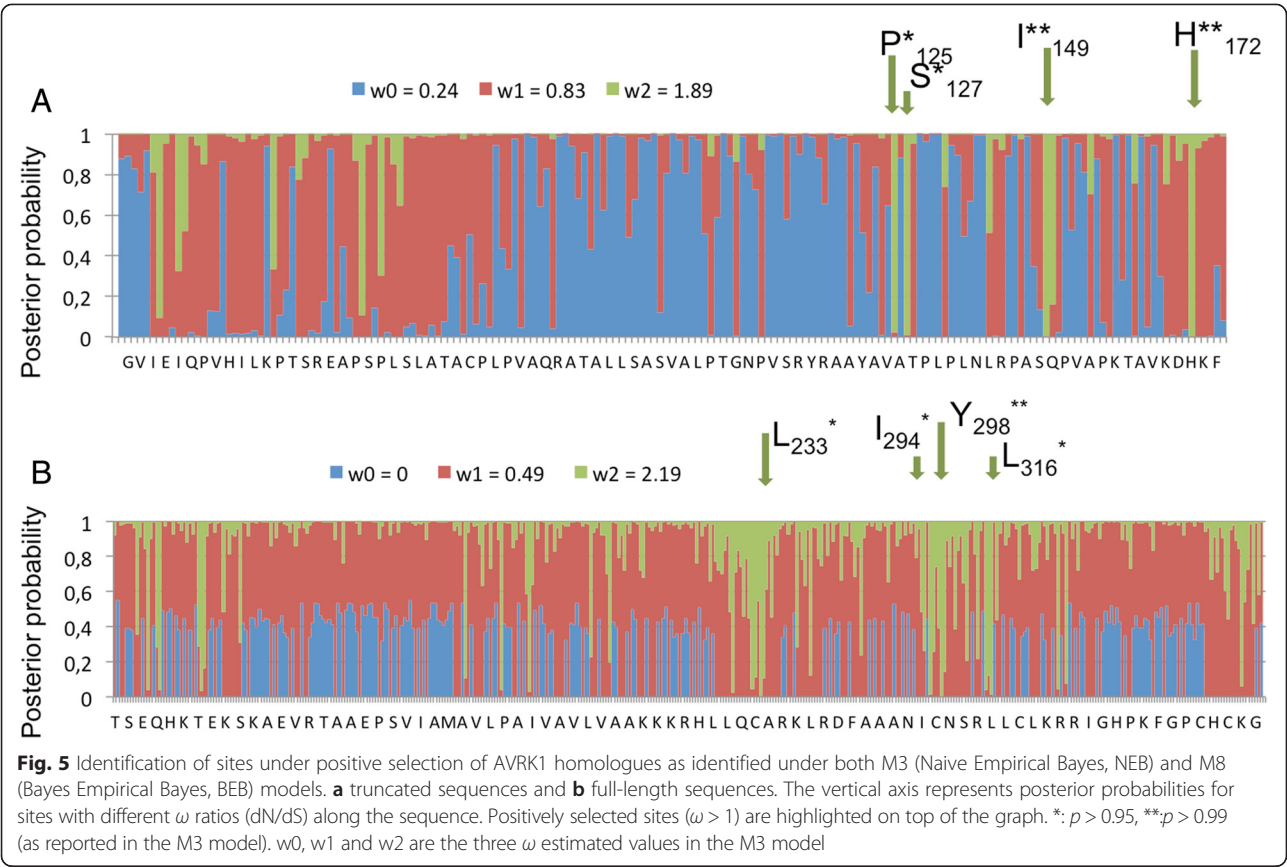 P*125
S*127
I**149
H**172
A
w0 = 0.24 w1 = 0.83 w2 = 1.89
Posterior probability
1
0,8
0,6
0,4
0,2
0
G V I E I Q P V H I L K P T S R E A P S P L S L A T A C P L P V A Q R A T A L L S A S V A L P T G N P V S R Y R A A Y A V A T P L P L N L R P A S Q P V A P K T A V K D H K F
L233*
I294*
Y298**
L316*
B
w0 = 0 w1 = 0.49 w2 = 2.19
Posterior probability
1
0,8
0,6
0,4
0,2
0
T S E Q H K T E K S K A E V R T A A E P S V I A M A V L P A I V A V L V A A K K K R H L L Q C A R K L R D F A A A N I C N S R L L C L K R R I G H P K F G P C H C K G
Fig. 5 Identification of sites under positive selection of AVRK1 homologues as identified under both M3 (Naive Empirical Bayes, NEB) and M8
(Bayes Empirical Bayes, BEB) models. a truncated sequences and b full-length sequences. The vertical axis represents posterior probabilities for
sites with different ω ratios (dN/dS) along the sequence. Positively selected sites (ω > 1) are highlighted on top of the graph. *: p > 0.95, **:p > 0.99
(as reported in the M3 model). w0, w1 and w2 are the three ω estimated values in the M3 model